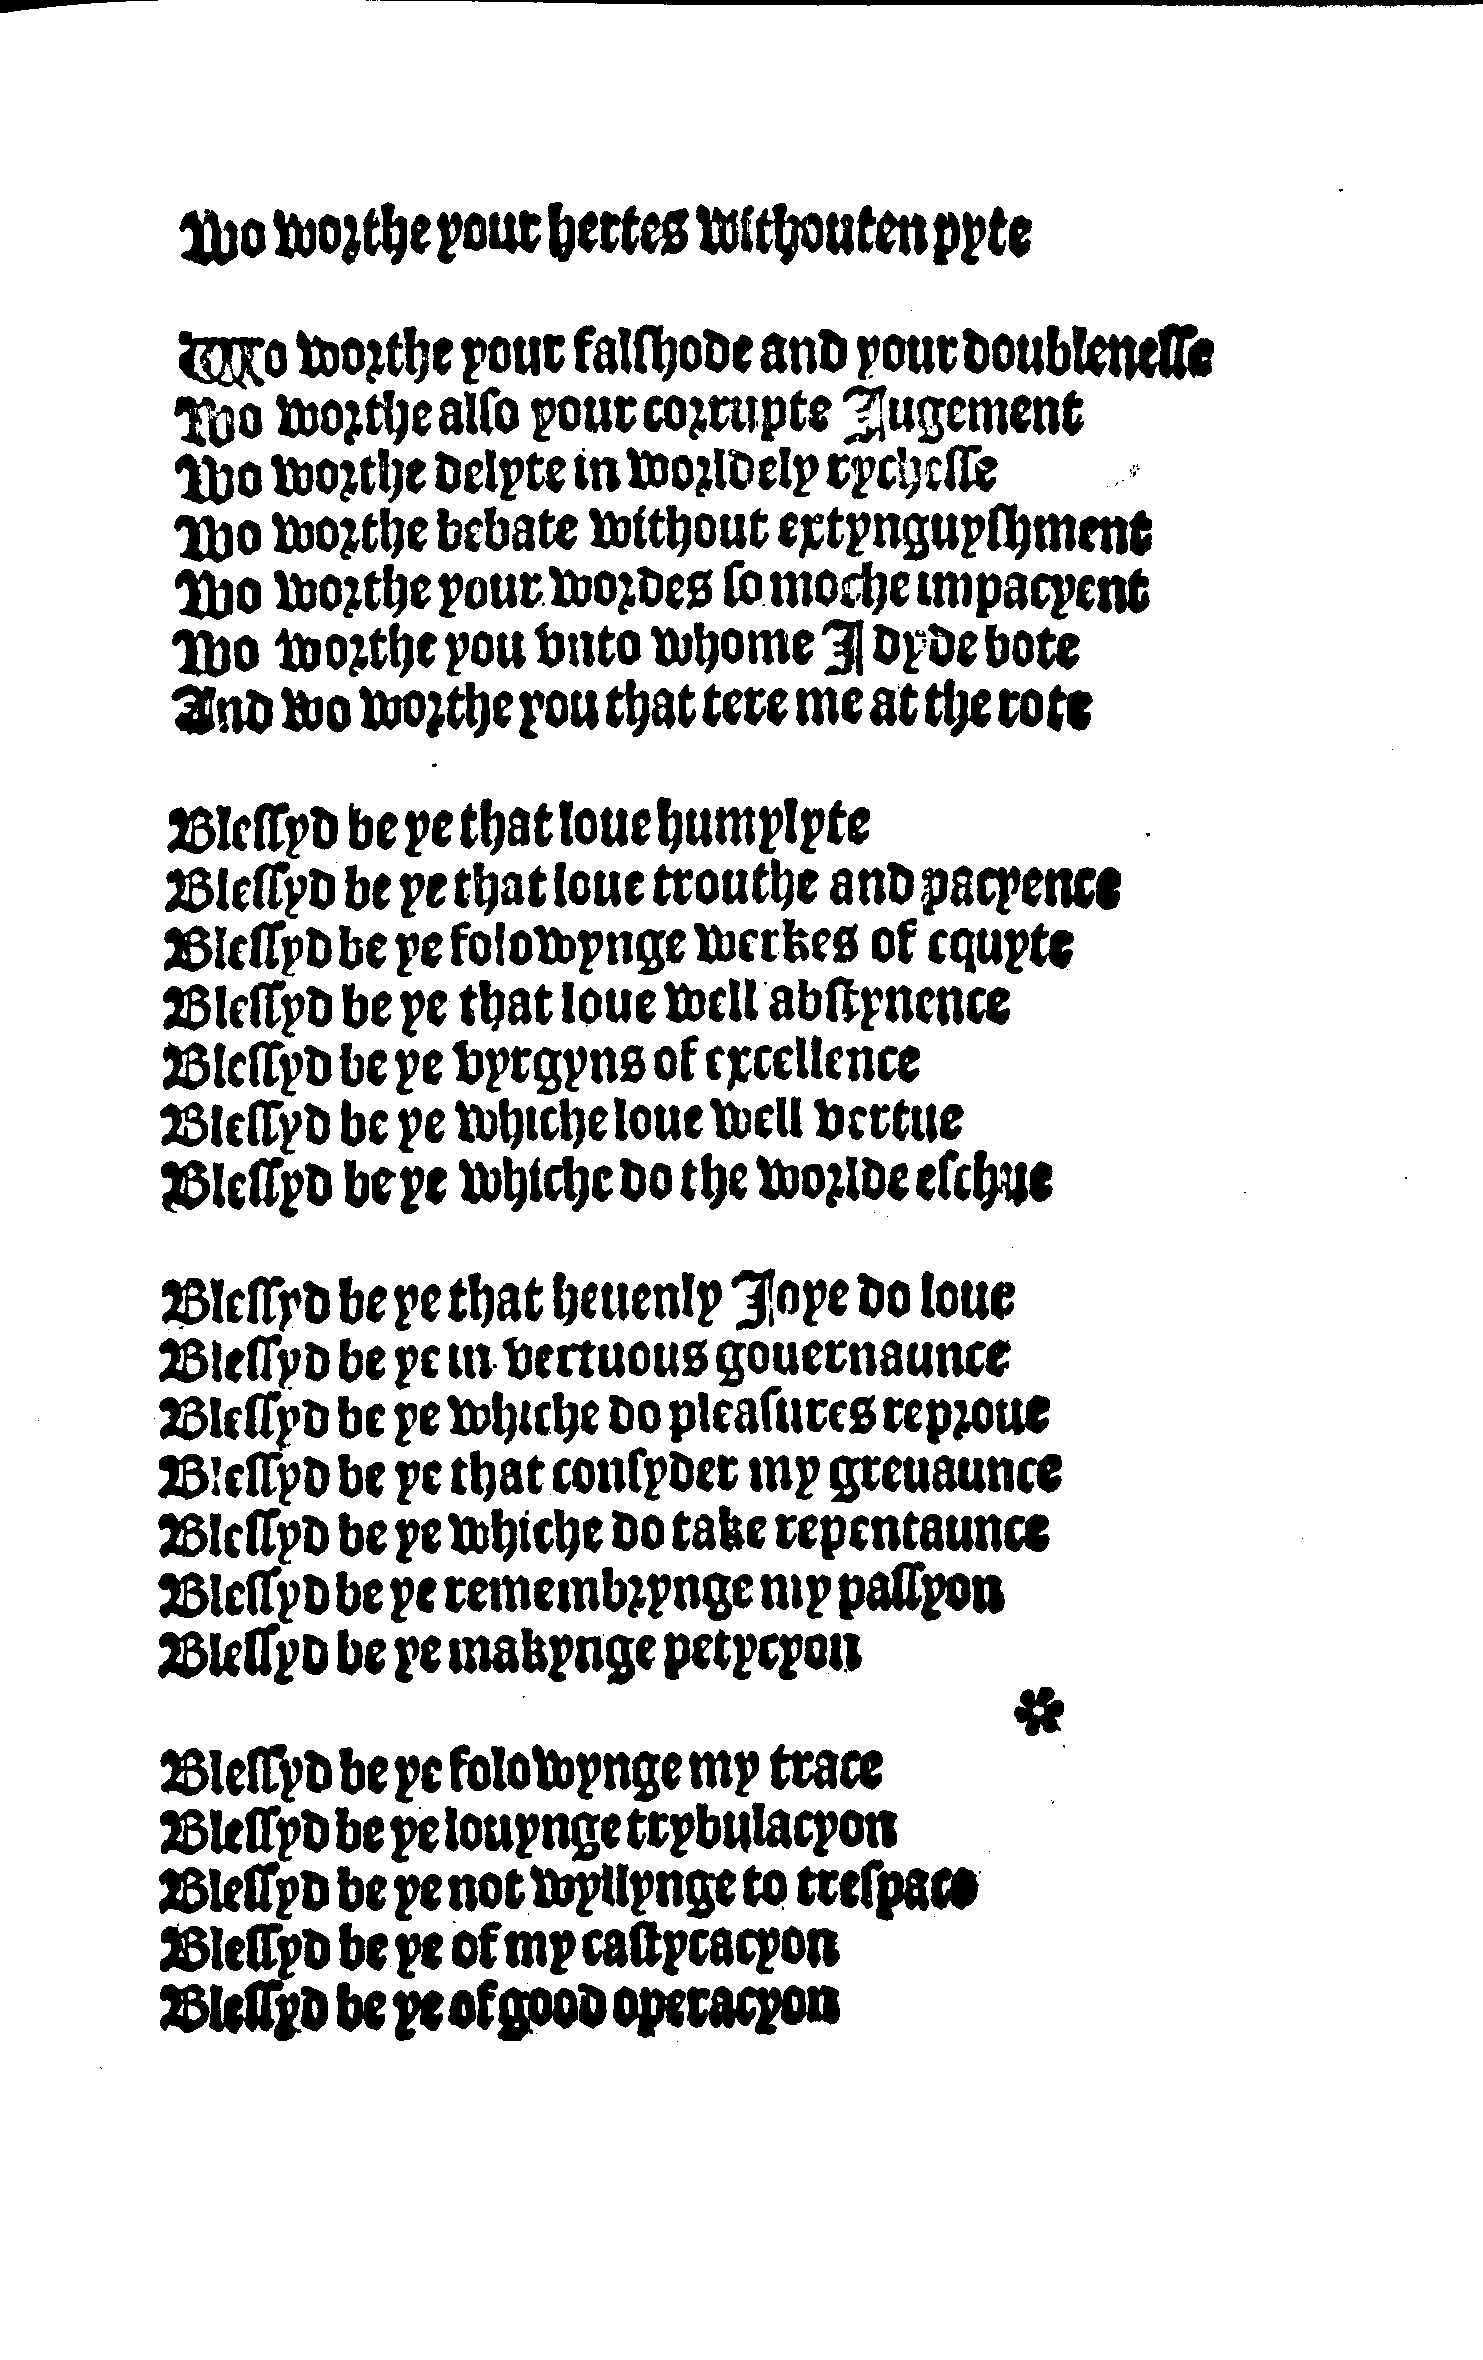 Wo worthe your hertes withouten pyte
Wo worthe your falſhode and your doubleneſſe
Wo worthe alſo your corrupte Jugement
Wo worthe delyte in worldely rycheſſe
Wo worthe bebate without extynguyſhment
Wo worthe your wordes ſo moche impacyent
Wo worthe you vnto whome I dyde bote
And wo worthe you that tere me at the rote
Bleſſyd be ye that loue humylyte
Bleſſyd be ye that loue trouthe and pacyence
Bleſſyd be ye folowynge werkes of equyte
Bleſſyd be ye that loue well abſtynence
Bleſſyd be ye vyrgyns of excellence
Bleſſyd be ye whiche loue well vertue
Bleſſyd be ye whiche do the worlde eſchue
Bleſſyd be ye that heuenly Joye do loue
Bleſſyd be ye in vertuous gouernaunce
Bleſſyd be ye whiche do pleaſures reproue
Bleſſyd be ye that conſyder my greuaunce
Bleſſyd be ye whiche do take repentaunce
Bleſſyd be ye remembrynge my paſſyon
Bleſſyd be ye makynge petycyon
Bleſſyd be ye folowynge my trace
Bleſſyd be ye louynge trybulacyon
Bleſſyd be ye not wyllynge to treſpace
Bleſſyd be ye of my caſtycacyon
Bleſſyd be ye of good operacyon